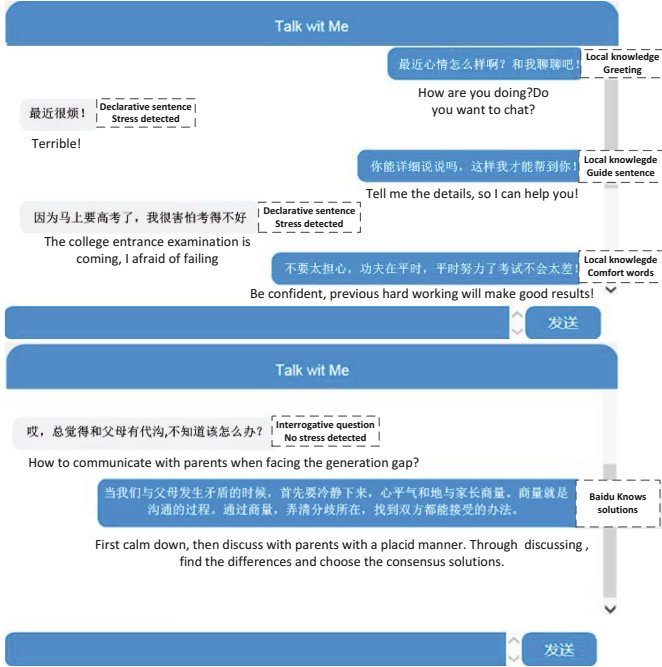 Talk wit Me
最近心情怎么样啊？和我聊聊吧！
Local knowledge
Greeting
How are you doing?Do
you want to chat?
最近很烦！
Declarative sentence
Stress detected
Terrible!
你能详细说说吗，这样我才能帮到你！
Local knowlegde
Guide sentence
Tell me the details, so I can help you!
因为马上要高考了，我很害怕考得不好
Declarative sentence
Stress detected
The college entrance examination is
coming, I afraid of failing
不要太担心，功夫在平时，平时努力了考试不会太差！
Local knowlegde
Comfort words
Be confident, previous hard working will make good results!
发送
Talk wit Me
哎，总觉得和父母有代沟,不知道该怎么办？
Interrogative question
No stress detected
How to communicate with parents when facing the generation gap?
当我们与父母发生矛盾的时候，首先要冷静下来，心平气和地与家长商量。商量就是
沟通的过程。通过商量，弄清分歧所在，找到双方都能接受的办法。
Baidu Knows
solutions
First calm down, then discuss with parents with a placid manner. Through discussing ,
find the differences and choose the consensus solutions.
发送